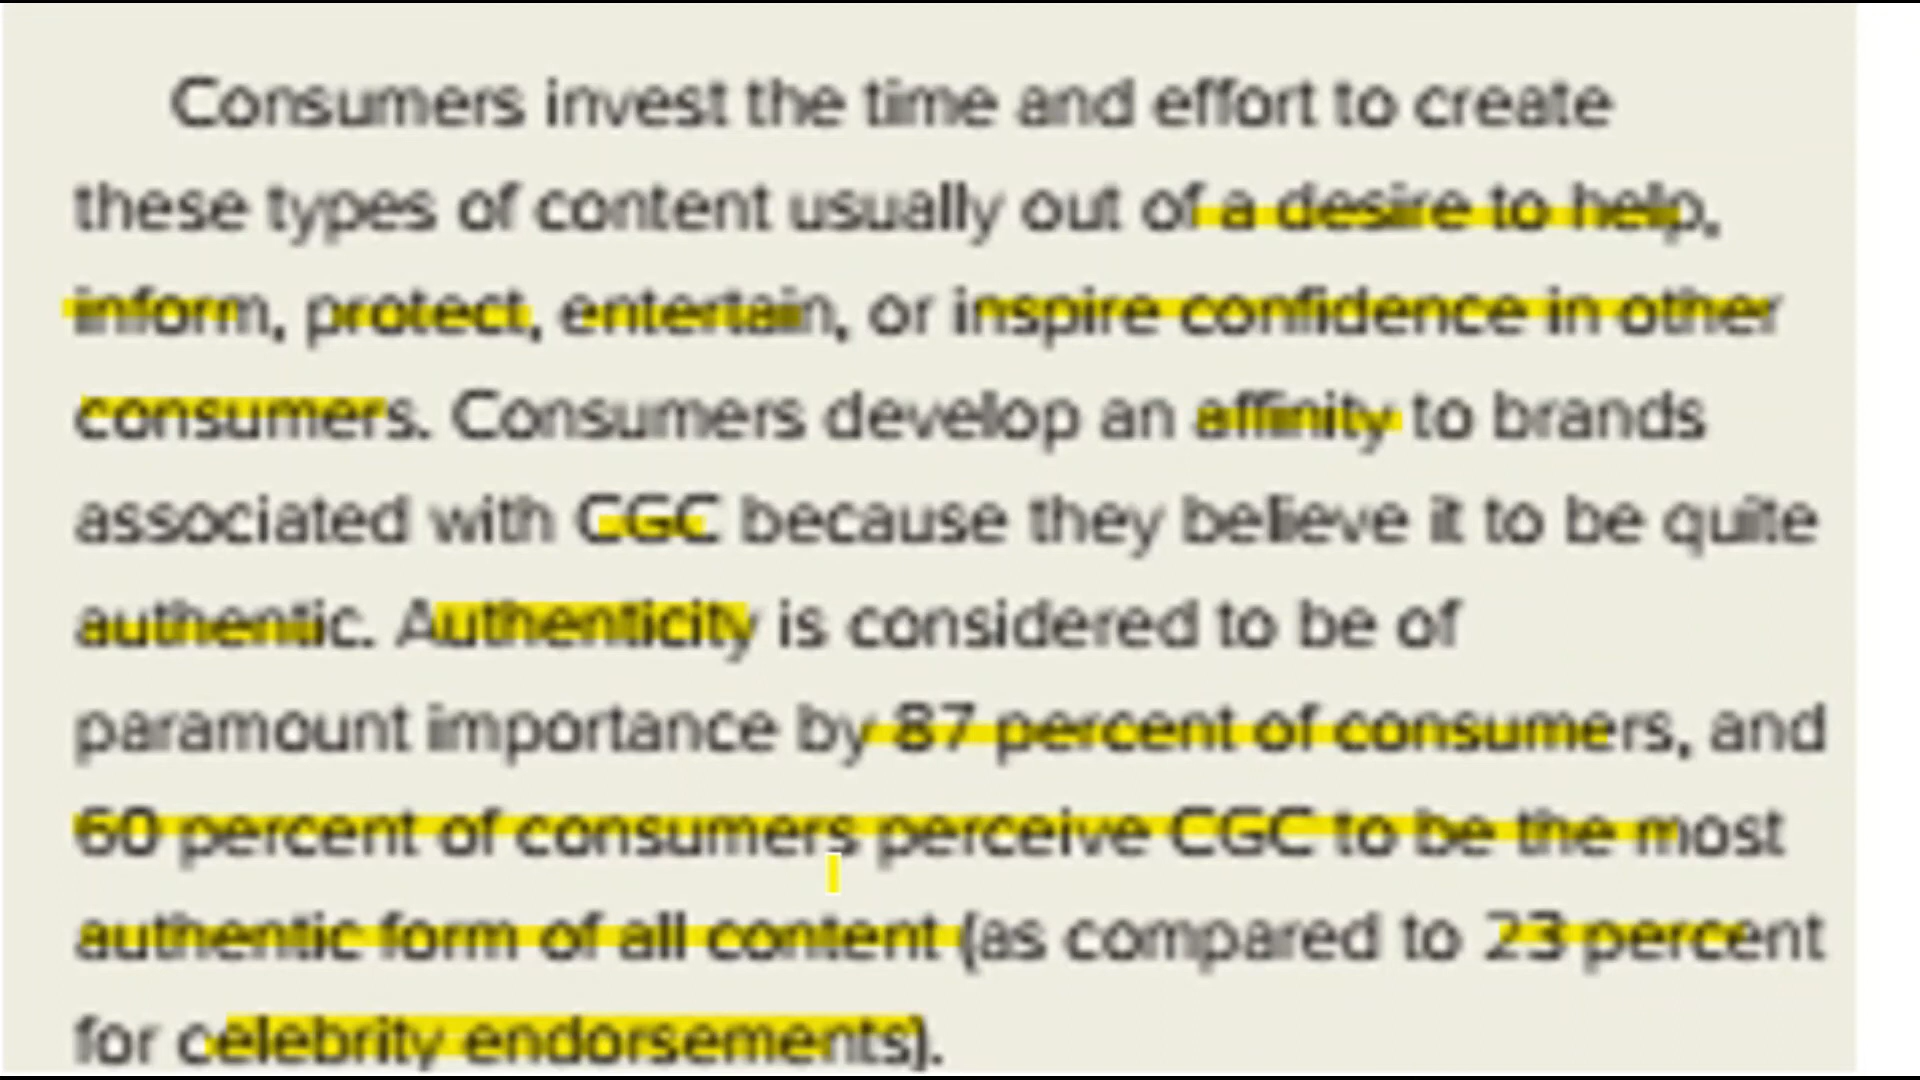 Consumers invest the time and effort to create
these types of content usually out of a desire to help,
inform, protect, entertain, or inspire confidence in other
consumers. Consumers develop an affinity to brands
associated with CGC because they believe it to be quite
authentic. Authenticity is considered to be of
paramount importance by 87 percent of consumers, and
60 percent of consumers perceive CGC to be the most
authentic form of all content (as compared to 23 percent
for celebrity endorsements).